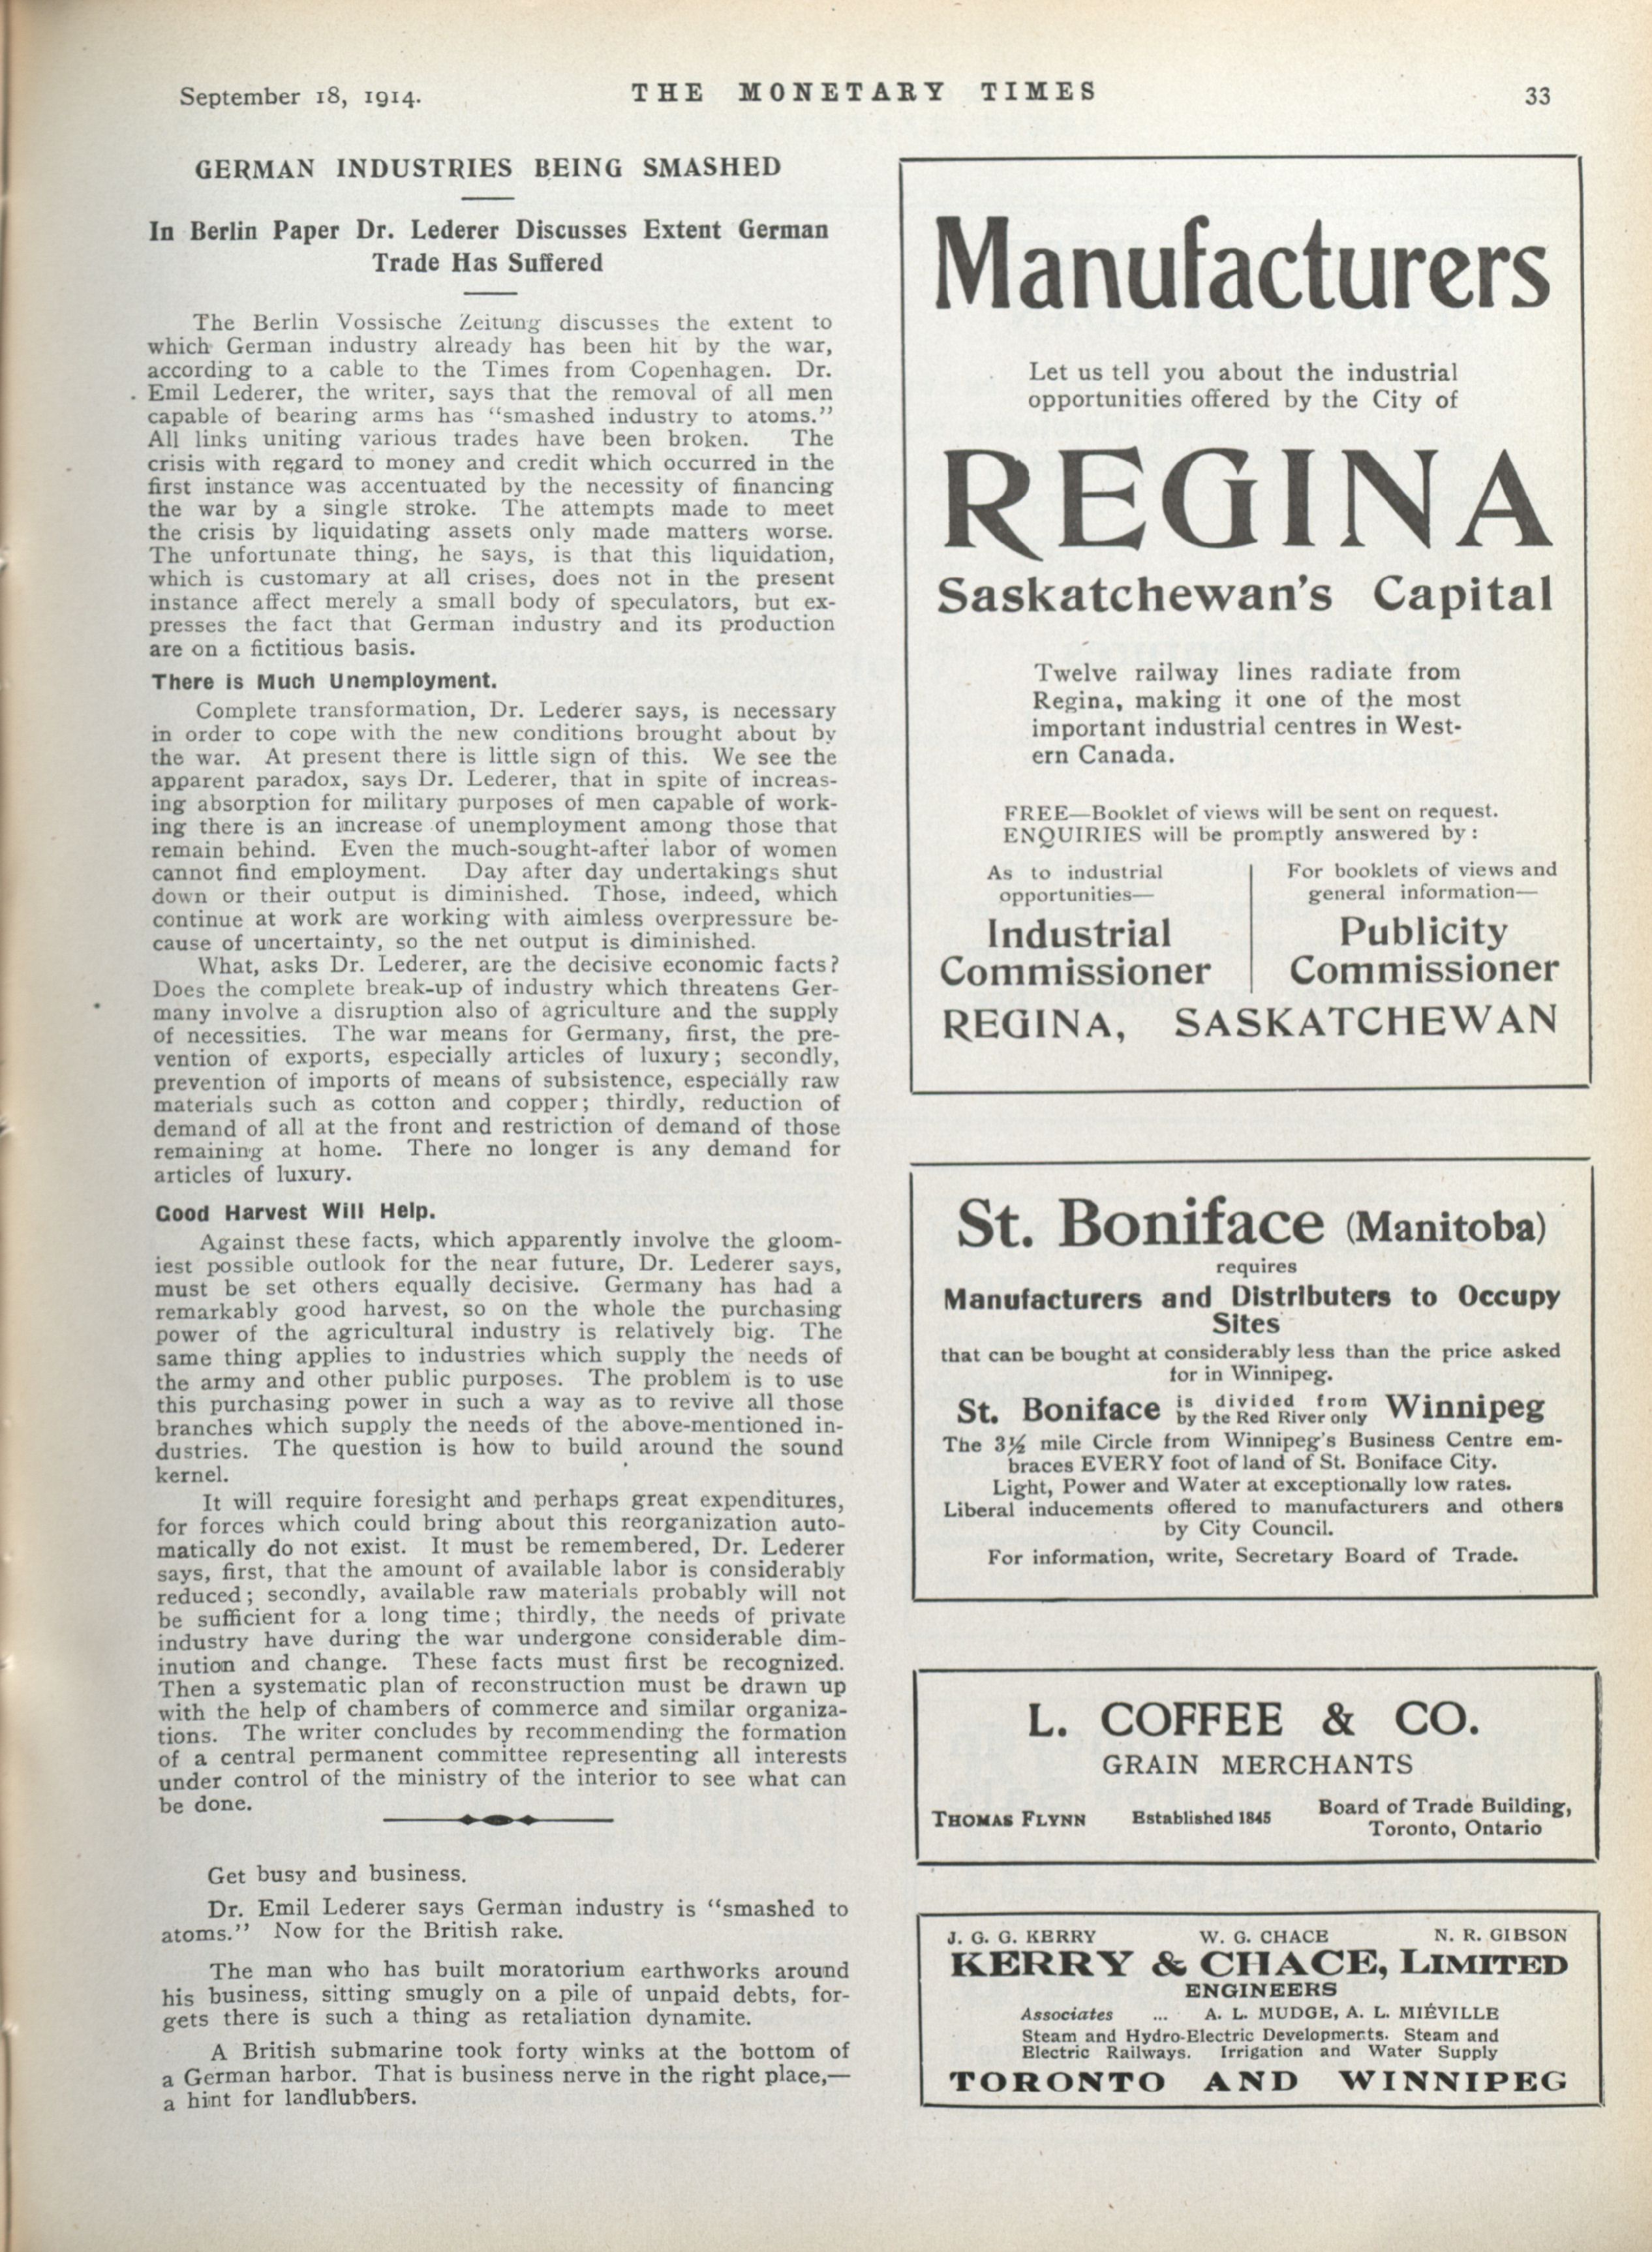 September 18, 1914.
THE MONETARY TIMES
33
GERMAN INDUSTRIES BEING SMASHED
In Berlin Paper Dr. Lederer Discusses Extent German
Trade Has Suffered
The Berlin Vossische Zeitung discusses the extent to
which German industry already has been hit by the war,
according to a cable to the Times from Copenhagen. Dr.
Emil Lederer, the writer, says that the removal of all men
capable of bearing arms has "smashed industry to atoms."
All links uniting various trades have been broken. The
crisis with regard to money and credit which occurred in the
first instance was accentuated by the necessity of financing
the war by a single stroke. The attempts made to meet
the crisis by liquidating assets only made matters worse.
The unfortunate thing, he says, is that this liquidation,
which is customary at all crises, does not in the present
instance affect merely a small body of speculators, but ex-
presses the fact that German industry and its production
are on a fictitious basis.
There is Much Unemployment.
Complete transformation, Dr. Lederer says, is necessary
in order to cope with the new conditions brought about by
the war. At present there is little sign of this. We see the
apparent paradox, says Dr. Lederer, that in spite of increas-
ing absorption for military purposes of men capable of work-
ing there is an increase of unemployment among those that
remain behind. Even the much-sought-after labor of women
cannot find employment. Day after day undertakings shut
down or their output is diminished. Those, indeed, which
continue at work are working with aimless overpressure be-
cause of uncertainty, so the net output is diminished.
What, asks Dr. Lederer, are the decisive economic facts?
Does the complete break-up of industry which threatens Ger-
many involve a disruption also of agriculture and the supply
of necessities. The war means for Germany, first, the pre-
vention of exports, especially articles of luxury; secondly,
prevention of imports of means of subsistence, especially raw
materials such as cotton and copper; thirdly, reduction of
demand of all at the front and restriction of demand of those
remaining at home. There no longer is any demand for
articles of luxury.
Good Harvest Will Help.
Against these facts, which apparently involve the gloom-
iest possible outlook for the near future, Dr. Lederer says,
must be set others equally decisive. Germany has had a
remarkably good harvest, so on the whole the purchasing
power of the agricultural industry is relatively big. The
same thing applies to industries which supply the needs of
the army and other public purposes. The problem is to use
this purchasing power in such a way as to revive all those
branches which supply the needs of the above-mentioned in-
dustries. The question is how to build around the sound
kernel.
It will require foresight and perhaps great expenditures,
for forces which could bring about this reorganization auto-
matically do not exist. It must be remembered, Dr. Lederer
says, first, that the amount of available labor is considerably
reduced; secondly, available raw materials probably will not
be sufficient for a long time; thirdly, the needs of private
industry have during the war undergone considerable dim-
inution and change. These facts must first be recognized.
Then a systematic plan of reconstruction must be drawn up
with the help of chambers of commerce and similar organiza-
tions. The writer concludes by recommending the formation
of a central permanent committee representing all interests
under control of the ministry of the interior to see what can
be done.
Get busy and business.
Dr. Emil Lederer says German industry is "smashed to
atoms." Now for the British rake.
The man who has built moratorium earthworks around
his business, sitting smugly on a pile of unpaid debts, for-
gets there is such a thing as retaliation dynamite.
A British submarine took forty winks at the bottom of
a German harbor. That is business nerve in the right place,—
a hint for landlubbers.
Manufacturers
Let us tell you about the industrial
opportunities offered by the City of
REGINA
Saskatchewan's Capital
Twelve railway lines radiate from
Regina, making it one of the most
important industrial centres in West-
ern Canada.
FREE—Booklet of views will be sent on request.
ENQUIRIES will be promptly answered by:
As to industrial
opportunities—
Industrial
Commissioner
For booklets of views and
general information—
Publicity
Commissioner
REGINA, SASKATCHEWAN
St. Boniface (Manitoba)
requires
Manufacturers and Distributers to Occupy
Sites
that can be bought at considerably less than the price asked
for in Winnipeg.
St. Boniface is divided from by the Red River only Winnipeg
The 3½ mile Circle from Winnipeg's Business Centre em-
braces EVERY foot of land of St. Boniface City.
Light, Power and Water at exceptionally low rates.
Liberal inducements offered to manufacturers and others
by City Council.
For information, write, Secretary Board of Trade.
L. COFFEE & CO.
GRAIN MERCHANTS
THOMAS FLYNN
Established 1845
Board of Trade Building,
Toronto, Ontario
J. G. G. KERRY W. G. CHACE N. R. GIBSON
KERRY & CHACE, LIMITED
ENGINEERS
Associates ... A. L. MUDGE, A. L. MIÉVILLE
Steam and Hydro-Electric Developments. Steam and
Electric Railways. Irrigation and Water Supply
TORONTO AND WINNIPEG